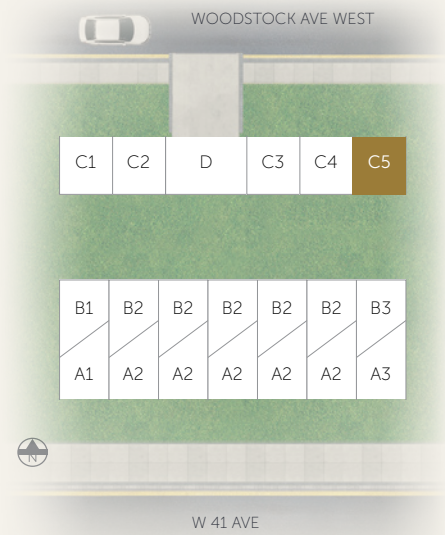 WOODSTOCK AVE WEST
C1 C2 D C3 C4 C5
B1 B2 B2 B2 B2 B2 B3
A1 A2 A2 A2 A2 A2 A3
N
W 41 AVE